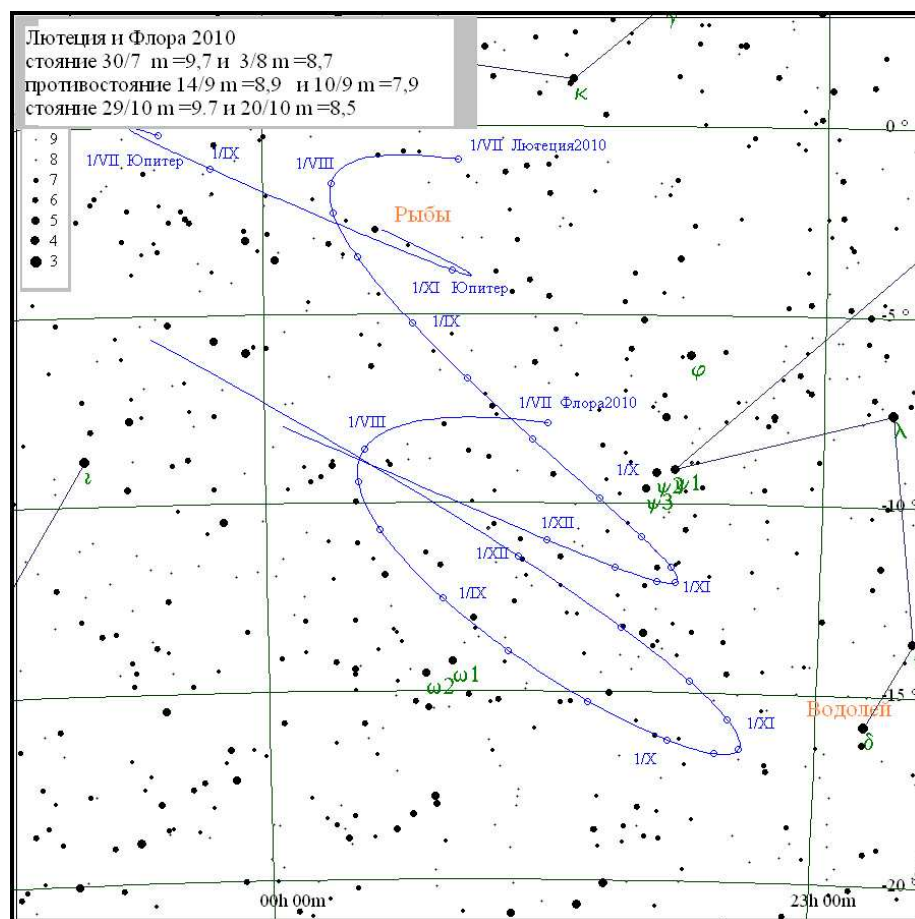 Лютеция и Флора 2010
стояние 30/7 m =9,7 и 3/8 m =8,7
противостояние 14/9 m =8,9 и 10/9 m =7,9
стояние 29/10 m =9.7 и 20/10 m =8,5
9
8
7
6
5
4
3
γ
κ
0 °
1/VII Юпитер
1/IX
1/VIII
1/VII Лютеция2010
Рыбы
1/XI Юпитер
1/IX
-5 °
φ
1/VII Флора2010
1/VIII
λ
1/X
ψ2
ψ1
ψ3
ι
-10 °
1/XII
1/XII
1/XI
1/IX
ω2
ω1
-15 °
Водолей
1/XI
1/X
δ
-20 °
00h 00m
23h 00m